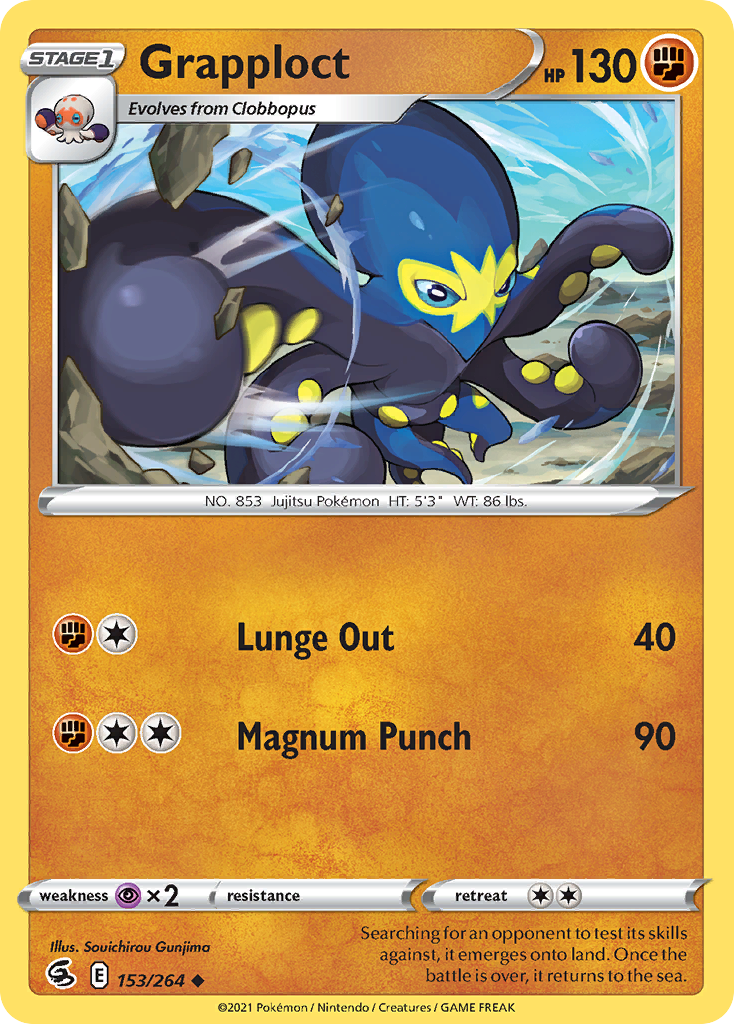 STAGE1 Grapploct HP 130
Evolves from Clobbopus
NO. 853 Jujitsu Pokémon HT: 5'3" WT: 86 lbs.
Lunge Out 40
Magnum Punch 90
weakness ×2 resistance retreat
Searching for an opponent to test its skills
against, it emerges onto land. Once the
battle is over, it returns to the sea.
Illus. Souichirou Gunjima
E 153/264
©2021 Pokémon / Nintendo / Creatures / GAME FREAK